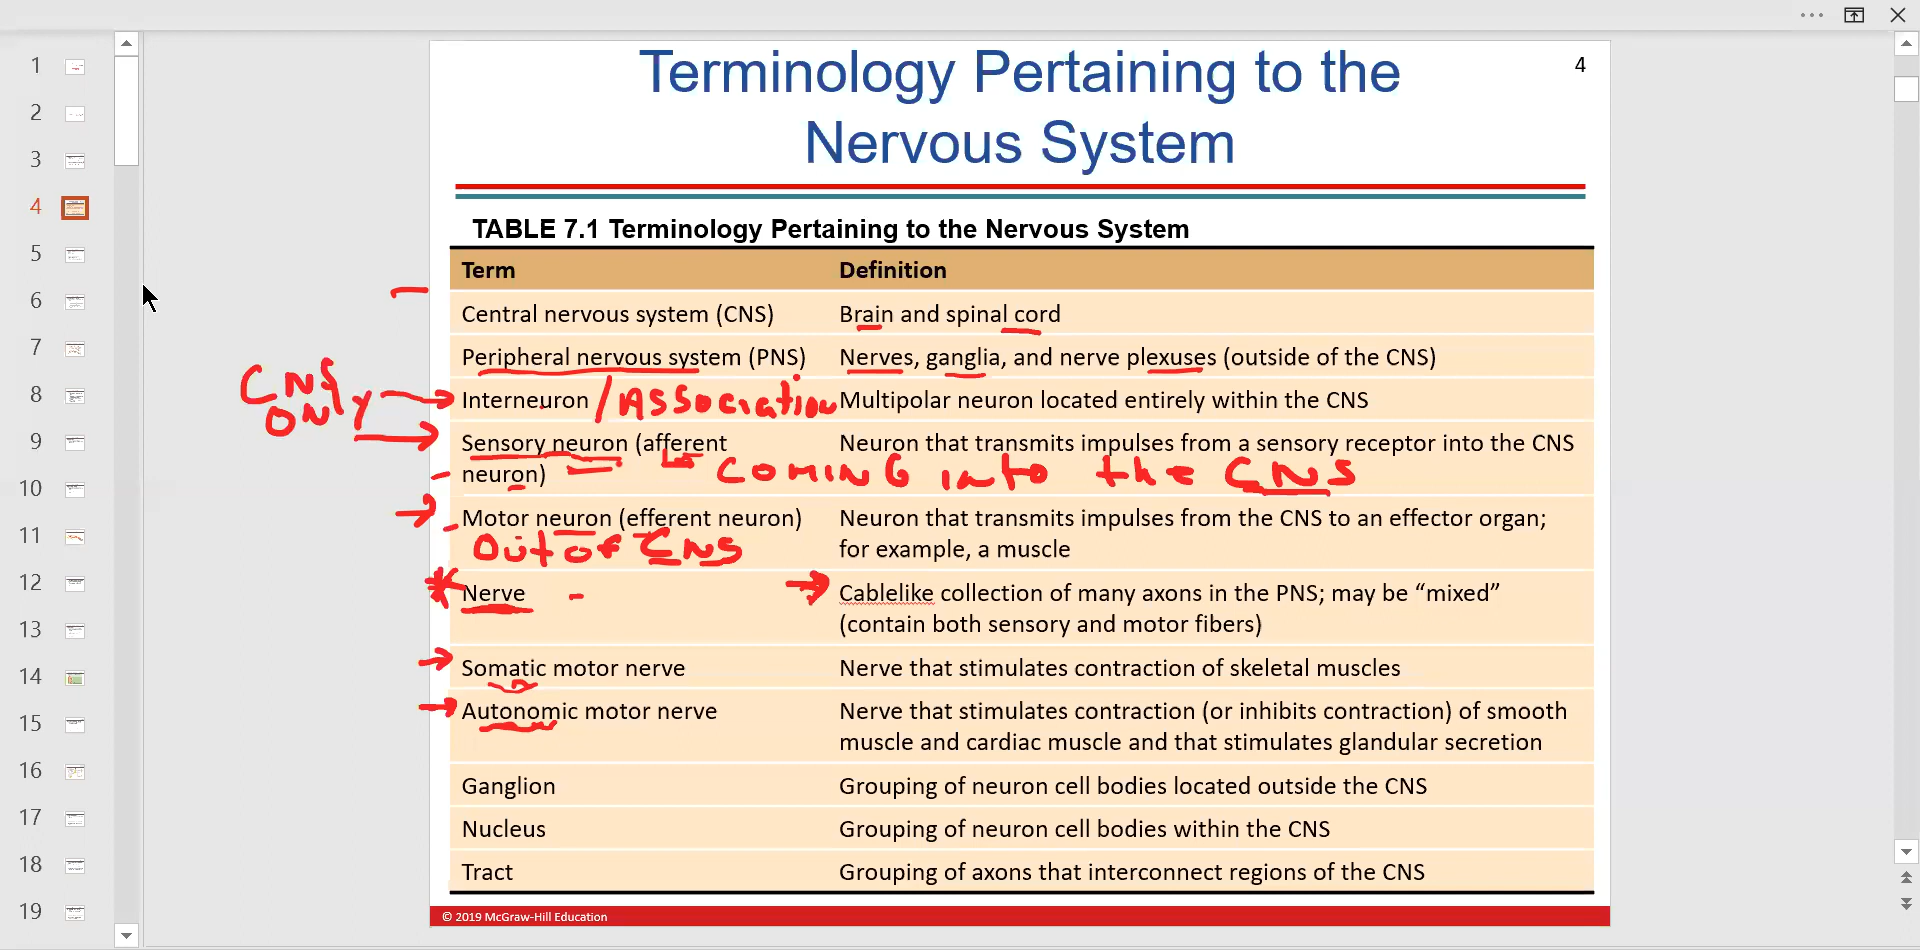 4
Terminology Pertaining to the
Nervous System
TABLE 7.1 Terminology Pertaining to the Nervous System
Term Definition
Central nervous system (CNS) Brain and spinal cord
Peripheral nervous system (PNS) Nerves, ganglia, and nerve plexuses (outside of the CNS)
CNS
ONly
Interneuron / Association Multipolar neuron located entirely within the CNS
Sensory neuron (afferent Neuron that transmits impulses from a sensory receptor into the CNS
neuron) COMING into the CNS
Motor neuron (efferent neuron) Neuron that transmits impulses from the CNS to an effector organ;
Out of CNS for example, a muscle
Nerve Cablelike collection of many axons in the PNS; may be “mixed”
(contain both sensory and motor fibers)
Somatic motor nerve Nerve that stimulates contraction of skeletal muscles
Autonomic motor nerve Nerve that stimulates contraction (or inhibits contraction) of smooth
muscle and cardiac muscle and that stimulates glandular secretion
Ganglion Grouping of neuron cell bodies located outside the CNS
Nucleus Grouping of neuron cell bodies within the CNS
Tract Grouping of axons that interconnect regions of the CNS
© 2019 McGraw-Hill Education
1
2
3
4
5
6
7
8
9
10
11
12
13
14
15
16
17
18
19